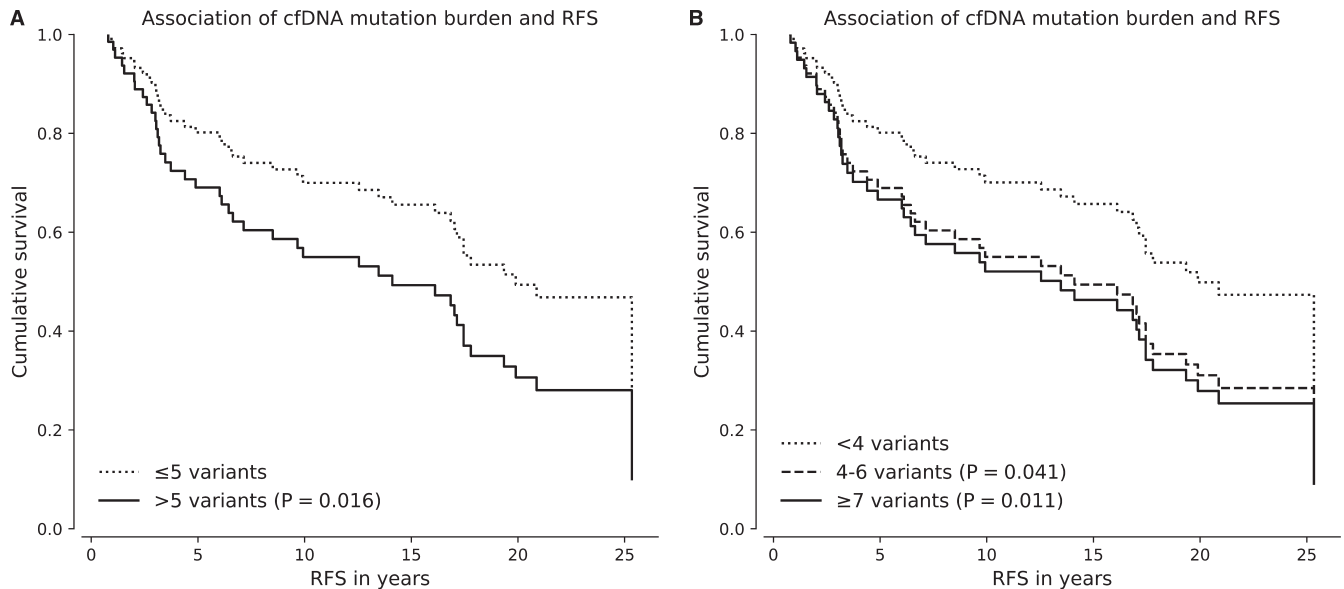 A
Association of cfDNA mutation burden and RFS
1.0
0.8
0.6
0.4
0.2
0.0
Cumulative survival
≤5 variants
>5 variants (P = 0.016)
0 5 10 15 20 25
RFS in years
B
Association of cfDNA mutation burden and RFS
1.0
0.8
0.6
0.4
0.2
0.0
Cumulative survival
<4 variants
4-6 variants (P = 0.041)
≥7 variants (P = 0.011)
0 5 10 15 20 25
RFS in years